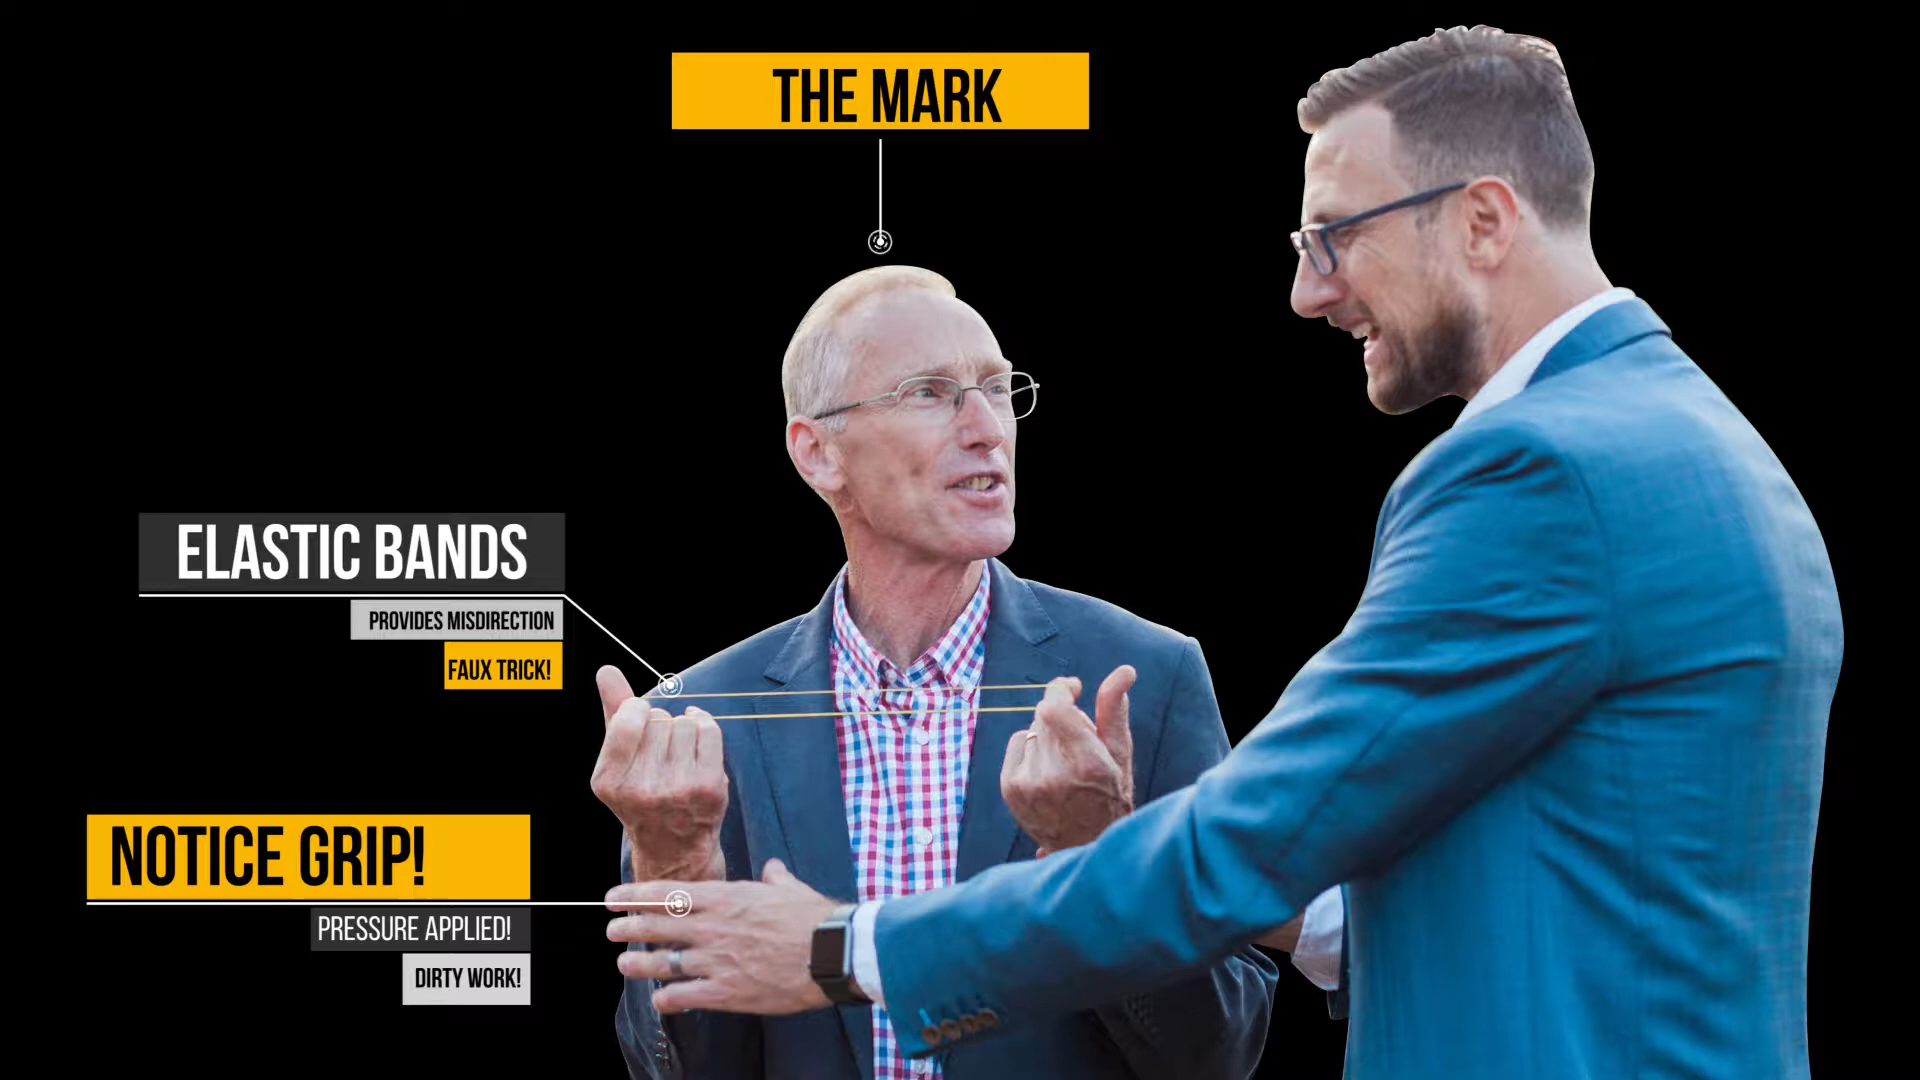 THE MARK
ELASTIC BANDS
PROVIDES MISDIRECTION
FAUX TRICK!
NOTICE GRIP!
PRESSURE APPLIED!
DIRTY WORK!